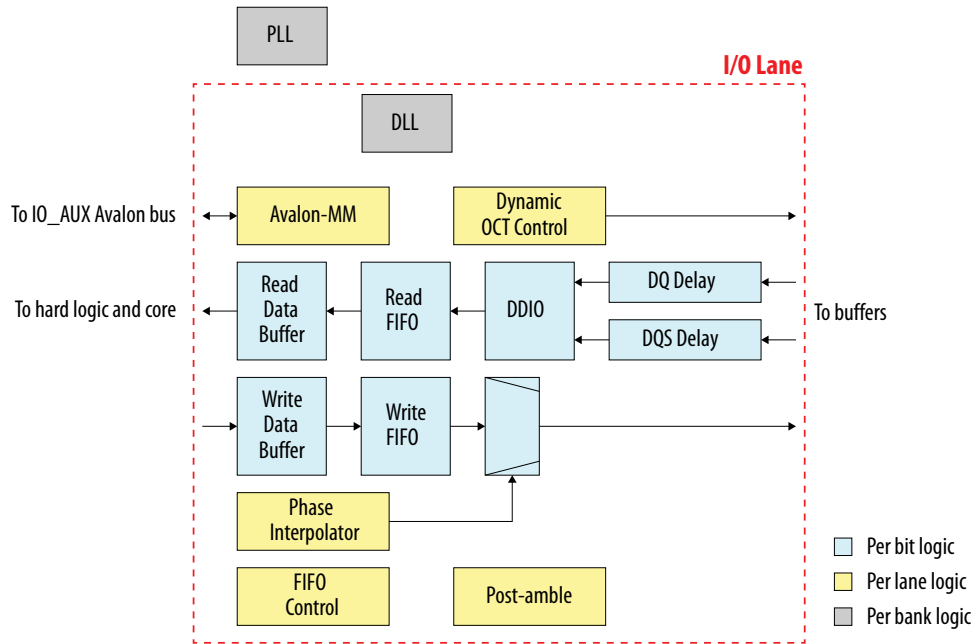 PLL
I/O Lane
DLL
To IO_AUX Avalon bus
Avalon-MM
Dynamic
OCT Control
To hard logic and core
Read
Data
Buffer
Read
FIFO
DDIO
DQ Delay
DQS Delay
To buffers
Write
Data
Buffer
Write
FIFO
Phase
Interpolator
FIFO
Control
Post-amble
Per bit logic
Per lane logic
Per bank logic